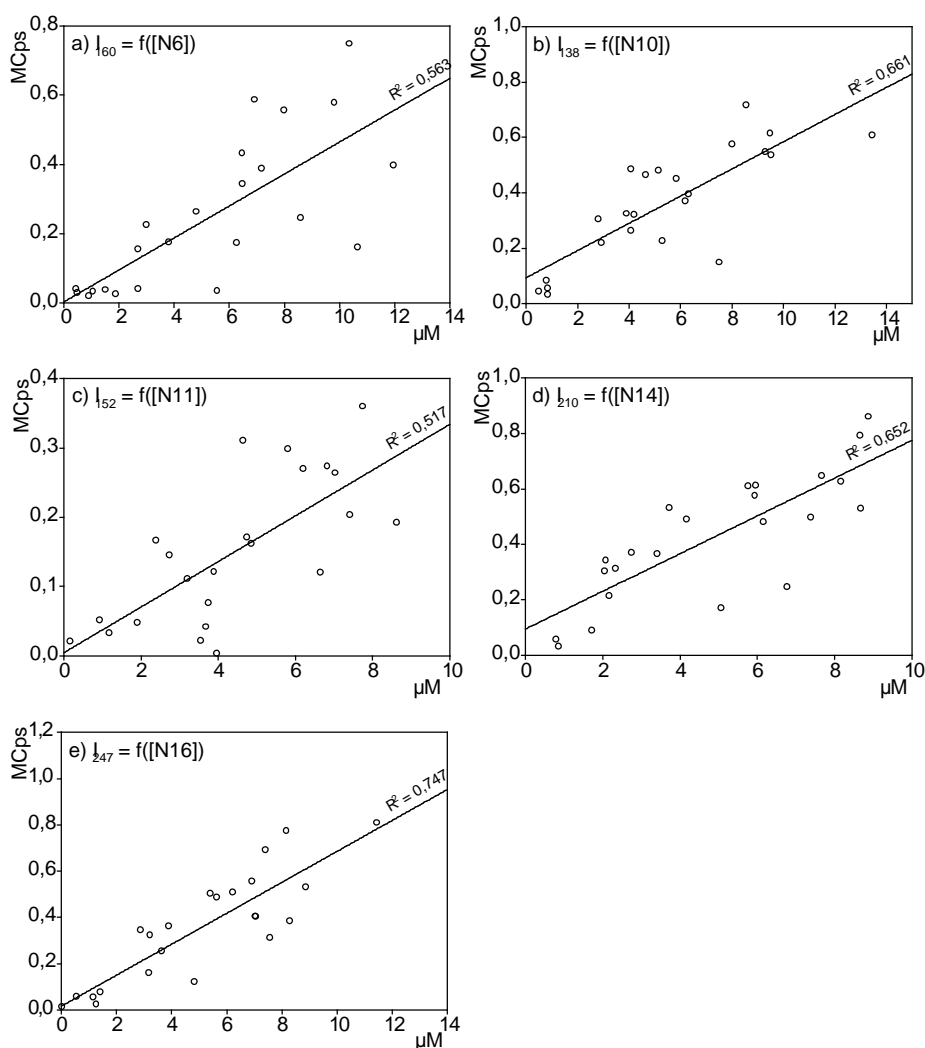 MCps
a) I160 = f([N6])
R² = 0,563
0,8
0,6
0,4
0,2
0,0
0 2 4 6 8 10 12 14
µM
MCps
b) I138 = f([N10])
R² = 0,661
1,0
0,8
0,6
0,4
0,2
0,0
0 2 4 6 8 10 12 14
µM
MCps
c) I152 = f([N11])
R² = 0,517
0,4
0,3
0,2
0,1
0,0
0 2 4 6 8 10
µM
MCps
d) I210 = f([N14])
R² = 0,652
1,0
0,8
0,6
0,4
0,2
0,0
0 2 4 6 8 10
µM
MCps
e) I247 = f([N16])
R² = 0,747
1,2
1,0
0,8
0,6
0,4
0,2
0,0
0 2 4 6 8 10 12 14
µM